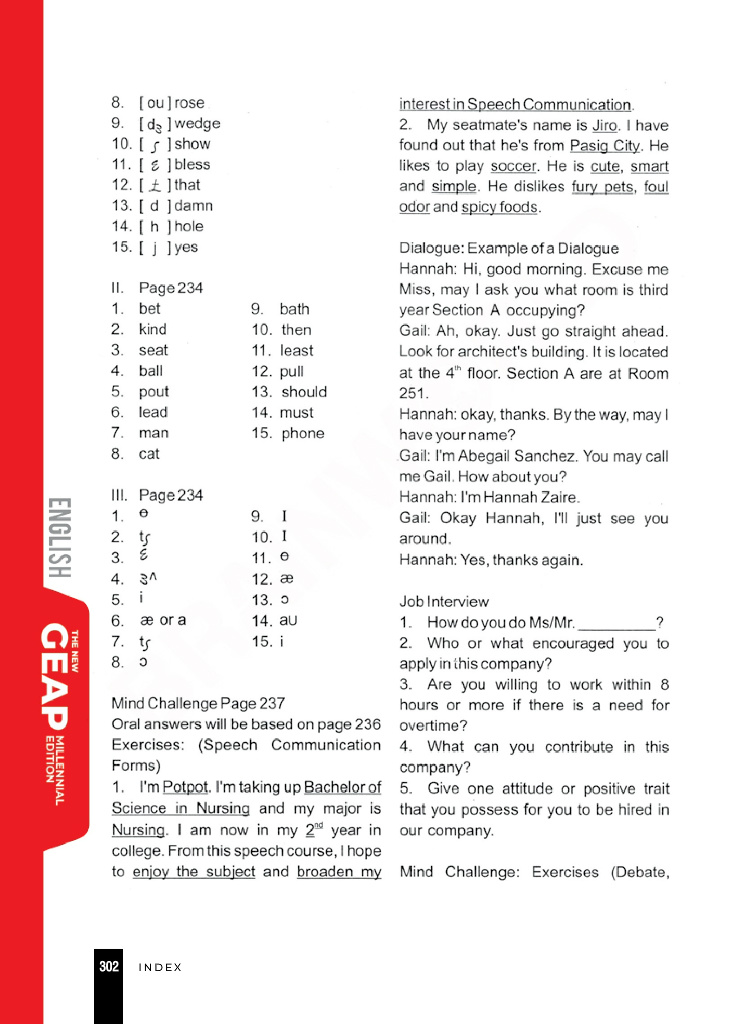 8. [ ou ] rose
9. [ dʒ ] wedge
10. [ ʃ ] show
11. [ ɛ ] bless
12. [ ⟂ ] that
13. [ d ] damn
14. [ h ] hole
15. [ j ] yes
II. Page 234
1. bet
2. kind
3. seat
4. ball
5. pout
6. lead
7. man
8. cat
9. bath
10. then
11. least
12. pull
13. should
14. must
15. phone
III. Page 234
1. ɵ
2. tʃ
3. ɛ
4. ʒ^
5. i
6. æ or a
7. tʃ
8. ɔ
9. I
10. I
11. ɵ
12. æ
13. ɔ
14. aU
15. i
Mind Challenge Page 237
Oral answers will be based on page 236
Exercises: (Speech Communication
Forms)
1. I'm Potpot, I'm taking up Bachelor of
Science in Nursing and my major is
Nursing. I am now in my 2nd year in
college. From this speech course, I hope
to enjoy the subject and broaden my
interest in Speech Communication.
2. My seatmate's name is Jiro. I have
found out that he's from Pasig City. He
likes to play soccer. He is cute, smart
and simple. He dislikes fury pets, foul
odor and spicy foods.
Dialogue: Example of a Dialogue
Hannah: Hi, good morning. Excuse me
Miss, may I ask you what room is third
year Section A occupying?
Gail: Ah, okay. Just go straight ahead.
Look for architect's building. It is located
at the 4th floor. Section A are at Room
251.
Hannah: okay, thanks. By the way, may I
have your name?
Gail: I'm Abegail Sanchez. You may call
me Gail. How about you?
Hannah: I'm Hannah Zaire.
Gail: Okay Hannah, I'll just see you
around.
Hannah: Yes, thanks again.
Job Interview
1. How do you do Ms/Mr. __________?
2. Who or what encouraged you to
apply in this company?
3. Are you willing to work within 8
hours or more if there is a need for
overtime?
4. What can you contribute in this
company?
5. Give one attitude or positive trait
that you possess for you to be hired in
our company.
Mind Challenge: Exercises (Debate,
ENGLISH
THE NEW
GEAP
MILLENNIAL
EDITION
302 INDEX